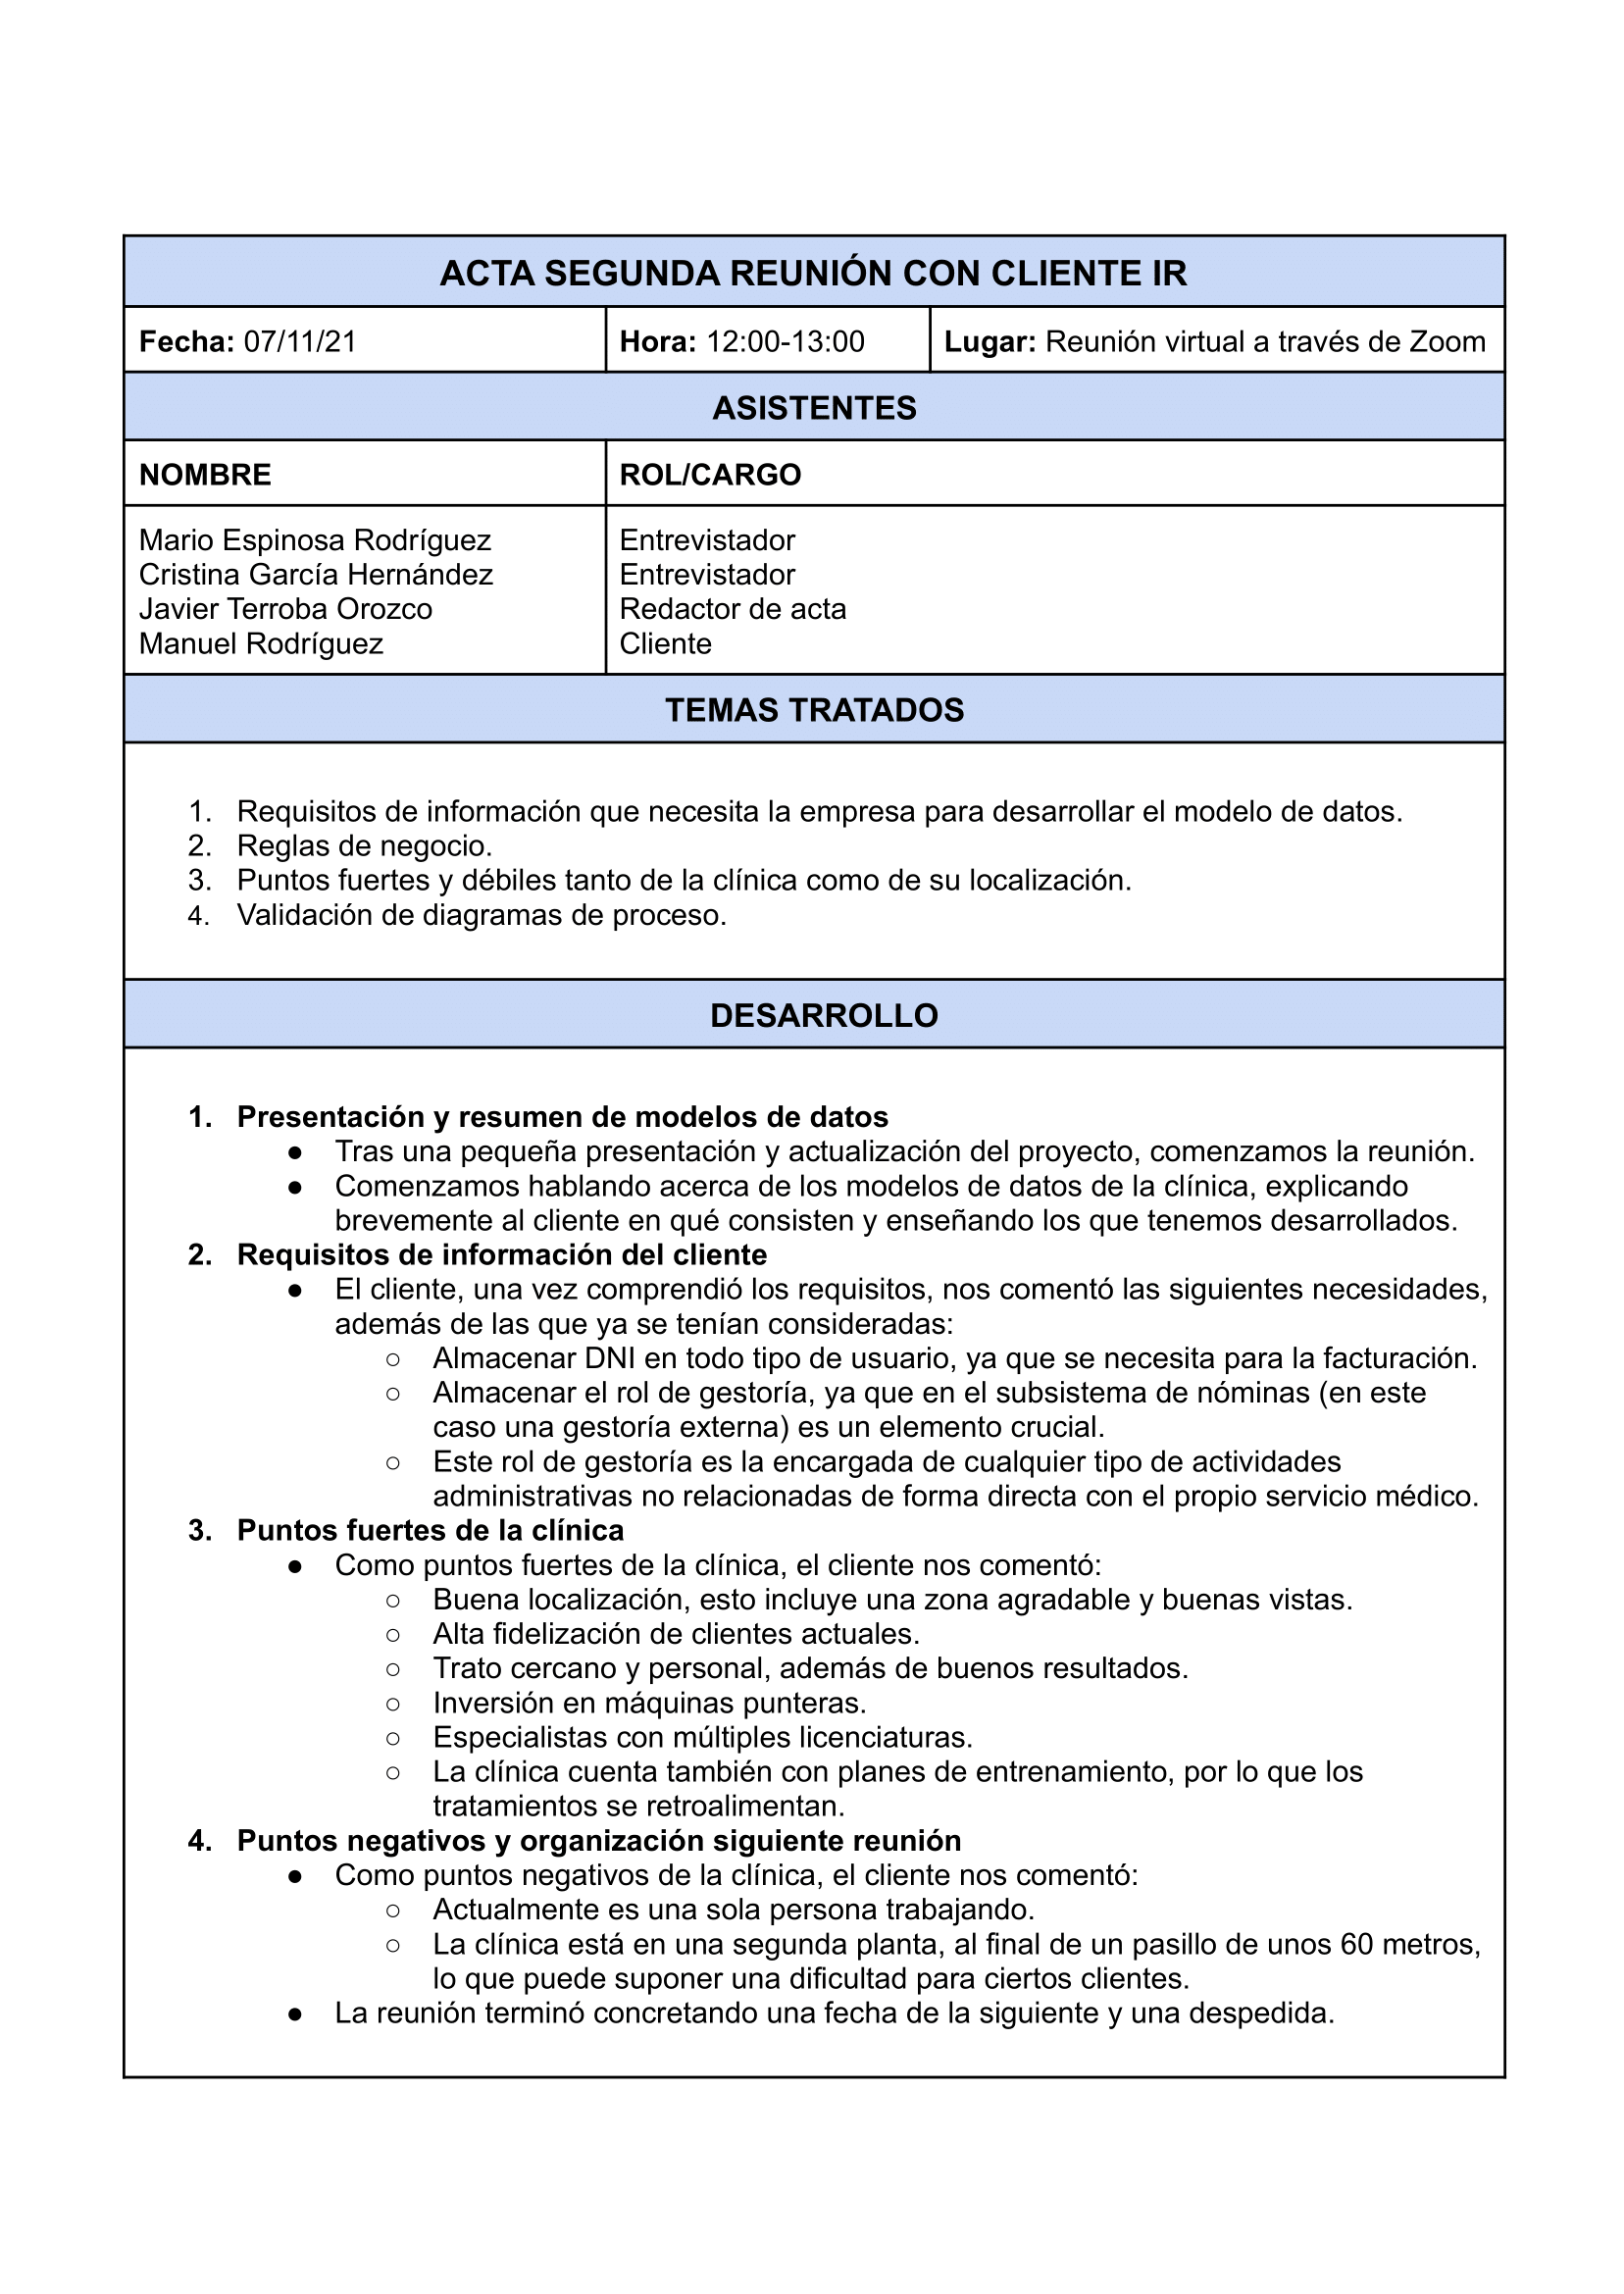 ACTA SEGUNDA REUNIÓN CON CLIENTE IR
Fecha: 07/11/21 Hora: 12:00-13:00 Lugar: Reunión virtual a través de Zoom
ASISTENTES
NOMBRE ROL/CARGO
Mario Espinosa Rodríguez Entrevistador
Cristina García Hernández Entrevistador
Javier Terroba Orozco Redactor de acta
Manuel Rodríguez Cliente
TEMAS TRATADOS
1. Requisitos de información que necesita la empresa para desarrollar el modelo de datos.
2. Reglas de negocio.
3. Puntos fuertes y débiles tanto de la clínica como de su localización.
4. Validación de diagramas de proceso.
DESARROLLO
1. Presentación y resumen de modelos de datos
● Tras una pequeña presentación y actualización del proyecto, comenzamos la reunión.
● Comenzamos hablando acerca de los modelos de datos de la clínica, explicando
brevemente al cliente en qué consisten y enseñando los que tenemos desarrollados.
2. Requisitos de información del cliente
● El cliente, una vez comprendió los requisitos, nos comentó las siguientes necesidades,
además de las que ya se tenían consideradas:
○ Almacenar DNI en todo tipo de usuario, ya que se necesita para la facturación.
○ Almacenar el rol de gestoría, ya que en el subsistema de nóminas (en este
caso una gestoría externa) es un elemento crucial.
○ Este rol de gestoría es la encargada de cualquier tipo de actividades
administrativas no relacionadas de forma directa con el propio servicio médico.
3. Puntos fuertes de la clínica
● Como puntos fuertes de la clínica, el cliente nos comentó:
○ Buena localización, esto incluye una zona agradable y buenas vistas.
○ Alta fidelización de clientes actuales.
○ Trato cercano y personal, además de buenos resultados.
○ Inversión en máquinas punteras.
○ Especialistas con múltiples licenciaturas.
○ La clínica cuenta también con planes de entrenamiento, por lo que los
tratamientos se retroalimentan.
4. Puntos negativos y organización siguiente reunión
● Como puntos negativos de la clínica, el cliente nos comentó:
○ Actualmente es una sola persona trabajando.
○ La clínica está en una segunda planta, al final de un pasillo de unos 60 metros,
lo que puede suponer una dificultad para ciertos clientes.
● La reunión terminó concretando una fecha de la siguiente y una despedida.